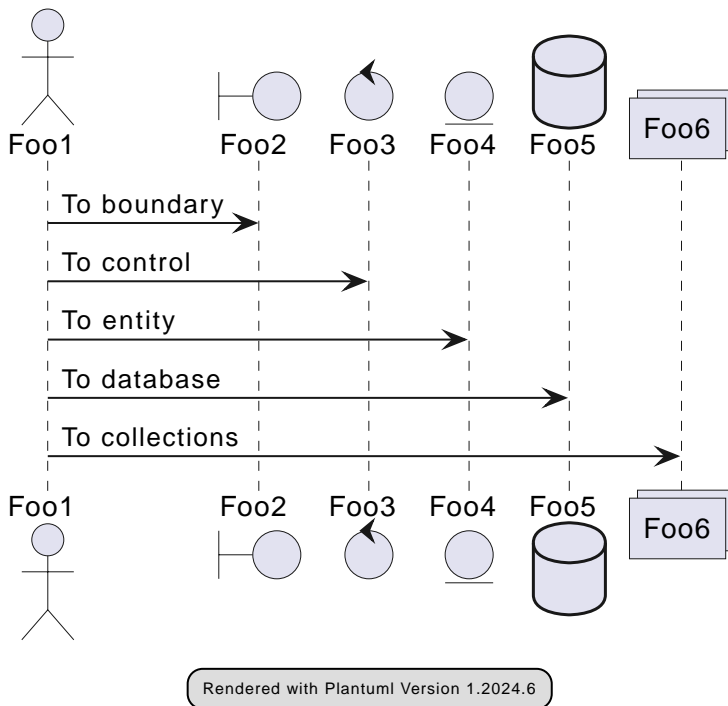 Foo1 Foo2 Foo3 Foo4 Foo5 Foo6
To boundary
To control
To entity
To database
To collections
Foo1 Foo2 Foo3 Foo4 Foo5 Foo6
Rendered with Plantuml Version 1.2024.6